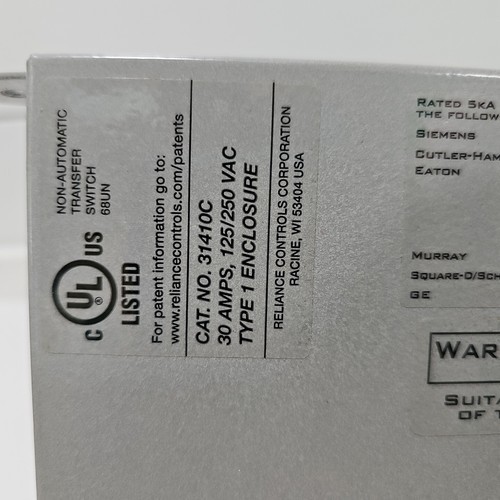 NON-AUTOMATIC
TRANSFER
SWITCH
68UN
C UL US
LISTED
For patent information go to:
www.reliancecontrols.com/patents
CAT. NO. 31410C
30 AMPS, 125/250 VAC
TYPE 1 ENCLOSURE
RELIANCE CONTROLS CORPORATION
RACINE, WI 53404 USA
RATED 5KA
THE FOLLOW
SIEMENS
CUTLER-HAM
EATON
MURRAY
SQUARE-D/SCH
GE
WAR
SUITA
OF T